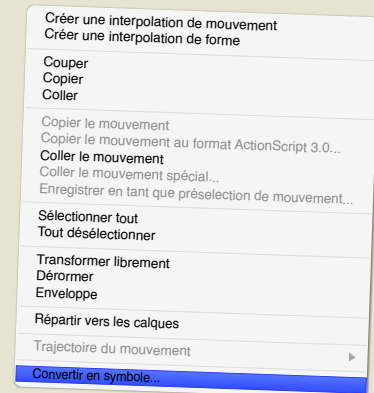 Créer une interpolation de mouvement
Créer une interpolation de forme
Couper
Copier
Coller
Copier le mouvement
Copier le mouvement au format ActionScript 3.0...
Coller le mouvement
Coller le mouvement spécial...
Enregistrer en tant que préselection de mouvement...
Sélectionner tout
Tout désélectionner
Transformer librement
Dérormer
Enveloppe
Répartir vers les calques
Trajectoire du mouvement
Convertir en symbole...